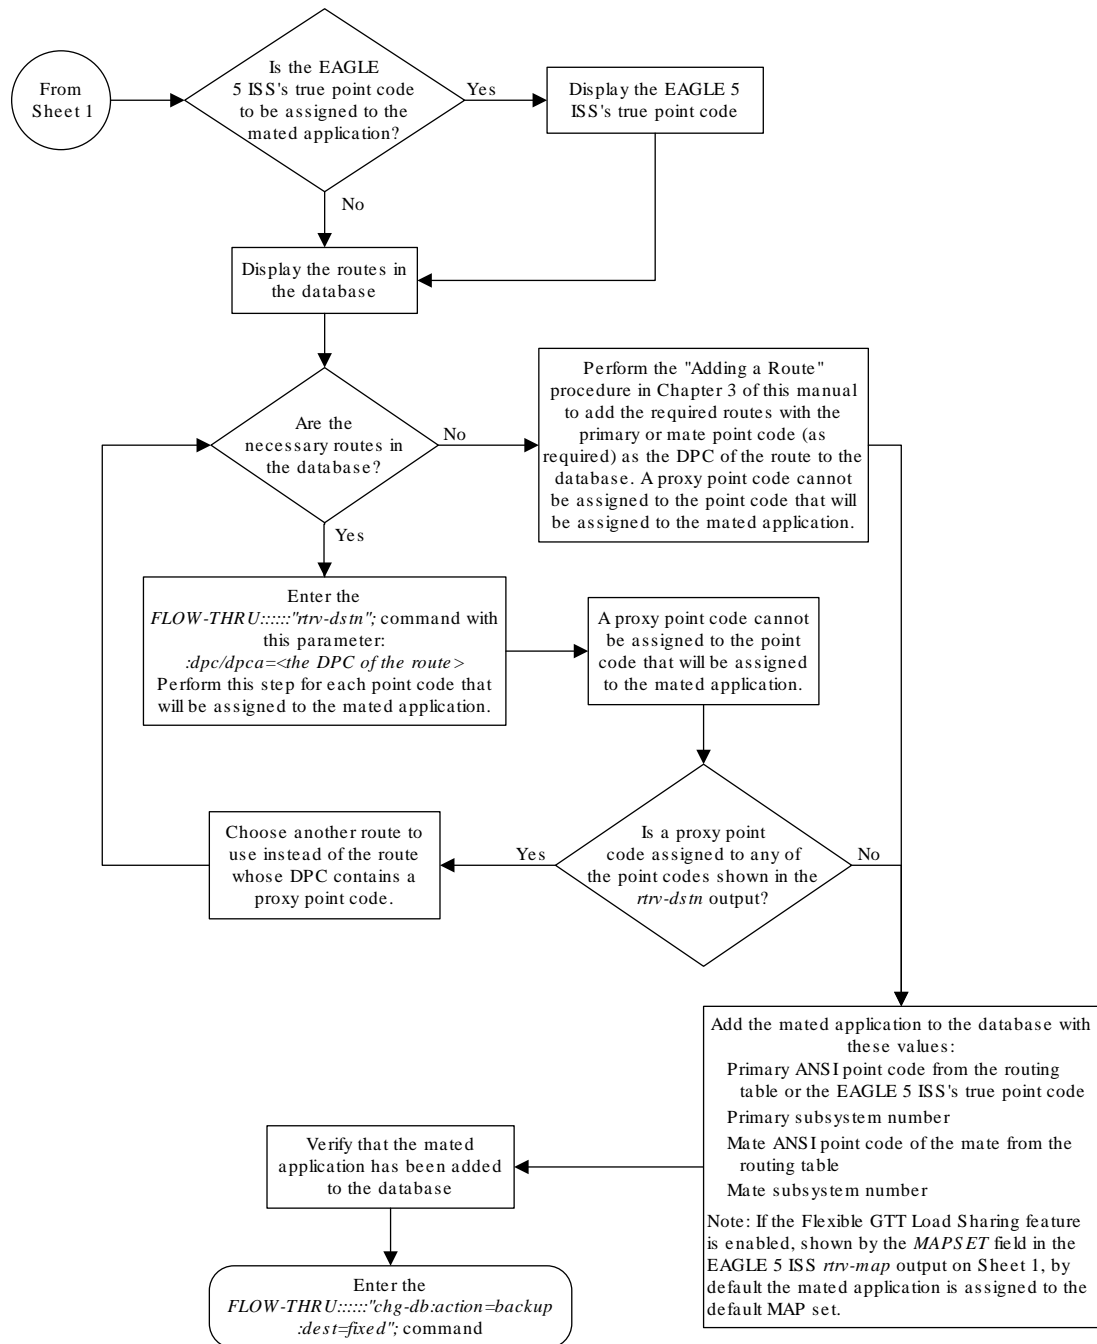 From
Sheet 1
Is the EAGLE
5 ISS's true point code
to be assigned to the
mated application?
Yes
Display the EAGLE 5
ISS's true point code
No
Display the routes in
the database
Are the
necessary routes in
the database?
No
Perform the "Adding a Route"
procedure in Chapter 3 of this manual
to add the required routes with the
primary or mate point code (as
required) as the DPC of the route to the
database. A proxy point code cannot
be assigned to the point code that will
be assigned to the mated application.
Yes
Enter the
FLOW-THRU::::::"rtrv-dstn"; command with
this parameter:
:dpc/dpca=<the DPC of the route>
Perform this step for each point code that
will be assigned to the mated application.
A proxy point code cannot
be assigned to the point
code that will be assigned
to the mated application.
Is a proxy point
code assigned to any of
the point codes shown in the
rtrv-dstn output?
Yes
No
Choose another route to
use instead of the route
whose DPC contains a
proxy point code.
Add the mated application to the database with
these values:
Primary ANSI point code from the routing
table or the EAGLE 5 ISS's true point code
Primary subsystem number
Mate ANSI point code of the mate from the
routing table
Mate subsystem number
Note: If the Flexible GTT Load Sharing feature
is enabled, shown by the MAPSET field in the
EAGLE 5 ISS rtrv-map output on Sheet 1, by
default the mated application is assigned to the
default MAP set.
Verify that the mated
application has been added
to the database
Enter the
FLOW-THRU::::::"chg-db:action=backup
:dest=fixed"; command